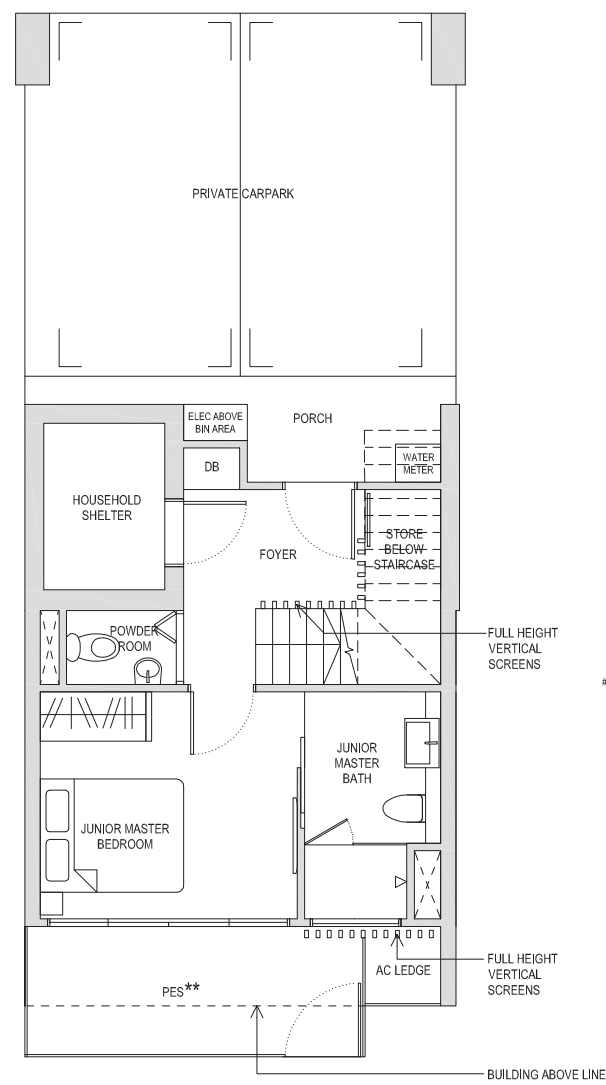 PRIVATE CARPARK
ELEC ABOVE
BIN AREA
PORCH
DB
WATER
METER
HOUSEHOLD
SHELTER
FOYER
STORE
BELOW
STAIRCASE
POWDER
ROOM
FULL HEIGHT
VERTICAL
SCREENS
#
JUNIOR
MASTER
BATH
JUNIOR MASTER
BEDROOM
AC LEDGE
FULL HEIGHT
VERTICAL
SCREENS
PES**
BUILDING ABOVE LINE